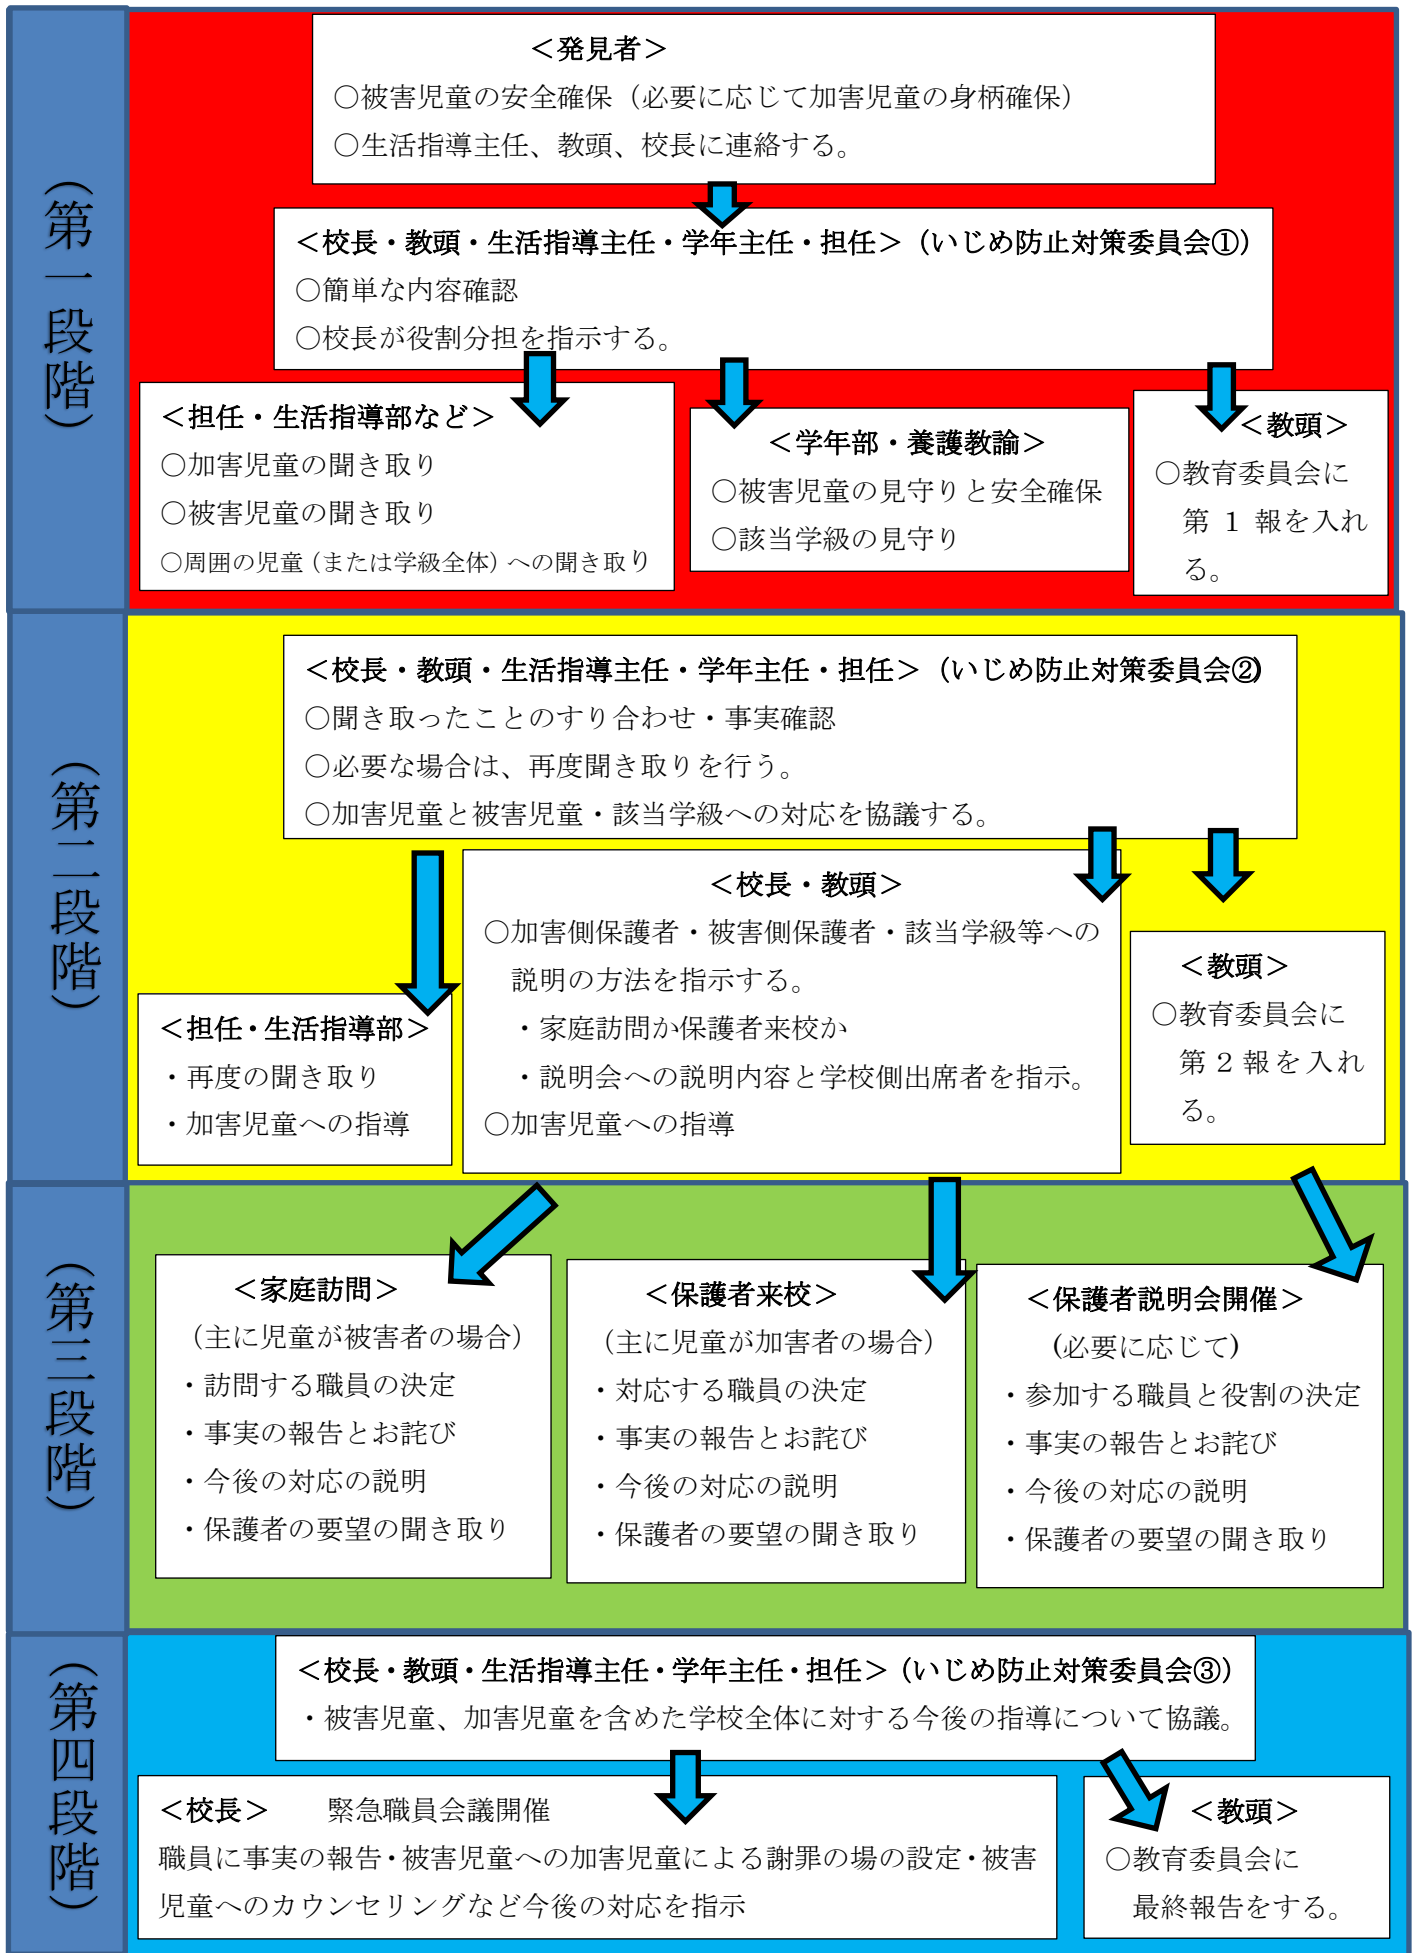 （第一段階）
＜発見者＞
○被害児童の安全確保（必要に応じて加害児童の身柄確保）
○生活指導主任、教頭、校長に連絡する。
＜校長・教頭・生活指導主任・学年主任・担任＞（いじめ防止対策委員会①）
○簡単な内容確認
○校長が役割分担を指示する。
＜担任・生活指導部など＞
○加害児童の聞き取り
○被害児童の聞き取り
○周囲の児童（または学級全体）への聞き取り
＜学年部・養護教諭＞
○被害児童の見守りと安全確保
○該当学級の見守り
＜教頭＞
○教育委員会に
第 1 報を入れ
る。
（第二段階）
＜校長・教頭・生活指導主任・学年主任・担任＞（いじめ防止対策委員会②）
○聞き取ったことのすり合わせ・事実確認
○必要な場合は、再度聞き取りを行う。
○加害児童と被害児童・該当学級への対応を協議する。
＜担任・生活指導部＞
・再度の聞き取り
・加害児童への指導
＜校長・教頭＞
○加害側保護者・被害側保護者・該当学級等への
説明の方法を指示する。
・家庭訪問か保護者来校か
・説明会への説明内容と学校側出席者を指示。
○加害児童への指導
＜教頭＞
○教育委員会に
第 2 報を入れ
る。
（第三段階）
＜家庭訪問＞
（主に児童が被害者の場合）
・訪問する職員の決定
・事実の報告とお詫び
・今後の対応の説明
・保護者の要望の聞き取り
＜保護者来校＞
（主に児童が加害者の場合）
・対応する職員の決定
・事実の報告とお詫び
・今後の対応の説明
・保護者の要望の聞き取り
＜保護者説明会開催＞
(必要に応じて)
・参加する職員と役割の決定
・事実の報告とお詫び
・今後の対応の説明
・保護者の要望の聞き取り
（第四段階）
＜校長・教頭・生活指導主任・学年主任・担任＞（いじめ防止対策委員会③）
・被害児童、加害児童を含めた学校全体に対する今後の指導について協議。
＜校長＞　　緊急職員会議開催
職員に事実の報告・被害児童への加害児童による謝罪の場の設定・被害
児童へのカウンセリングなど今後の対応を指示
＜教頭＞
○教育委員会に
最終報告をする。